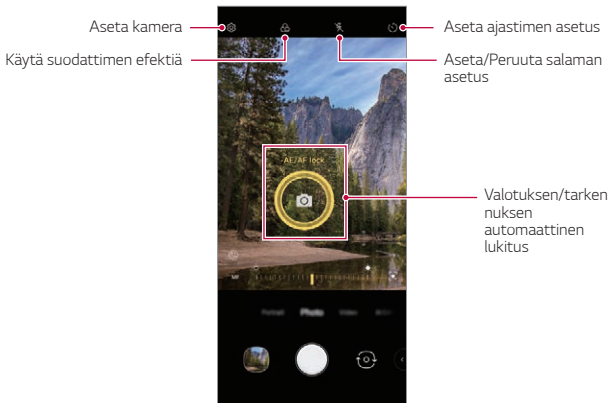 Aseta kamera
Aseta ajastimen asetus
Käytä suodattimen efektiä
Aseta/Peruuta salaman
asetus
AE/AF lock
Valotuksen/tarken
nuksen
automaattinen
lukitus
MF
Portrait Photo Video